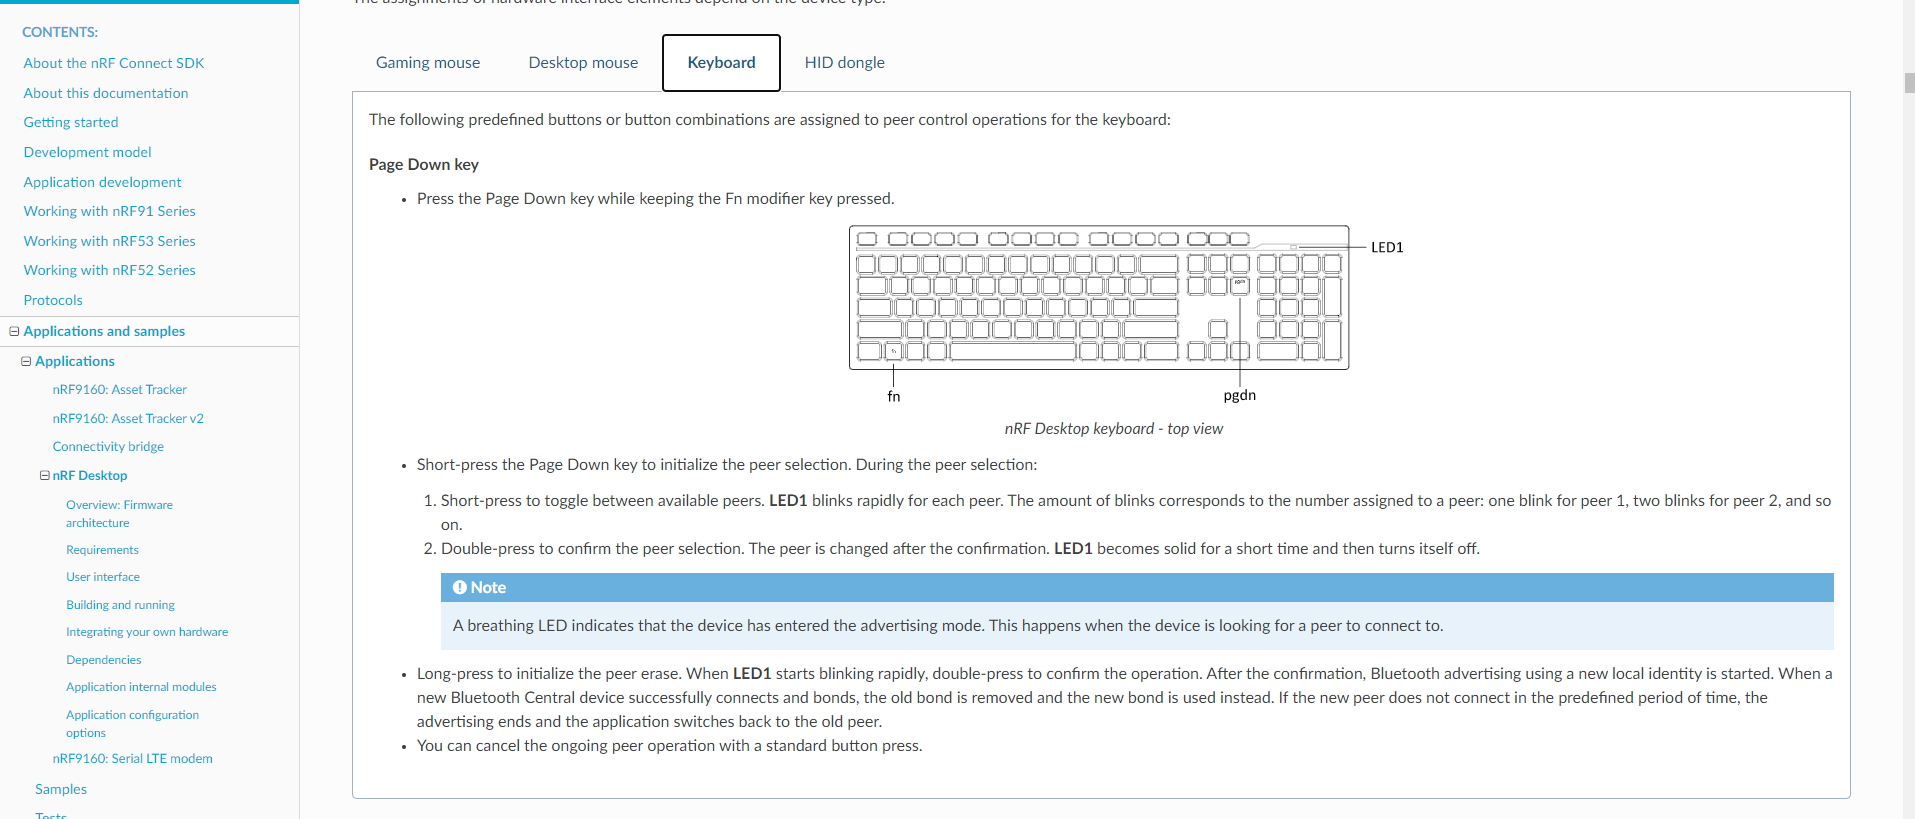 The assignments of hardware interface elements depend on the device type.
CONTENTS:
About the nRF Connect SDK
About this documentation
Getting started
Development model
Application development
Working with nRF91 Series
Working with nRF53 Series
Working with nRF52 Series
Protocols
Applications and samples
Applications
nRF9160: Asset Tracker
nRF9160: Asset Tracker v2
Connectivity bridge
nRF Desktop
Overview: Firmware
architecture
Requirements
User interface
Building and running
Integrating your own hardware
Dependencies
Application internal modules
Application configuration
options
nRF9160: Serial LTE modem
Samples
Tests
Gaming mouse Desktop mouse Keyboard HID dongle
The following predefined buttons or button combinations are assigned to peer control operations for the keyboard:
Page Down key
• Press the Page Down key while keeping the Fn modifier key pressed.
LED1
pgdn
fn
fn pgdn
nRF Desktop keyboard - top view
• Short-press the Page Down key to initialize the peer selection. During the peer selection:
1. Short-press to toggle between available peers. LED1 blinks rapidly for each peer. The amount of blinks corresponds to the number assigned to a peer: one blink for peer 1, two blinks for peer 2, and so
on.
2. Double-press to confirm the peer selection. The peer is changed after the confirmation. LED1 becomes solid for a short time and then turns itself off.
Note
A breathing LED indicates that the device has entered the advertising mode. This happens when the device is looking for a peer to connect to.
• Long-press to initialize the peer erase. When LED1 starts blinking rapidly, double-press to confirm the operation. After the confirmation, Bluetooth advertising using a new local identity is started. When a
new Bluetooth Central device successfully connects and bonds, the old bond is removed and the new bond is used instead. If the new peer does not connect in the predefined period of time, the
advertising ends and the application switches back to the old peer.
• You can cancel the ongoing peer operation with a standard button press.